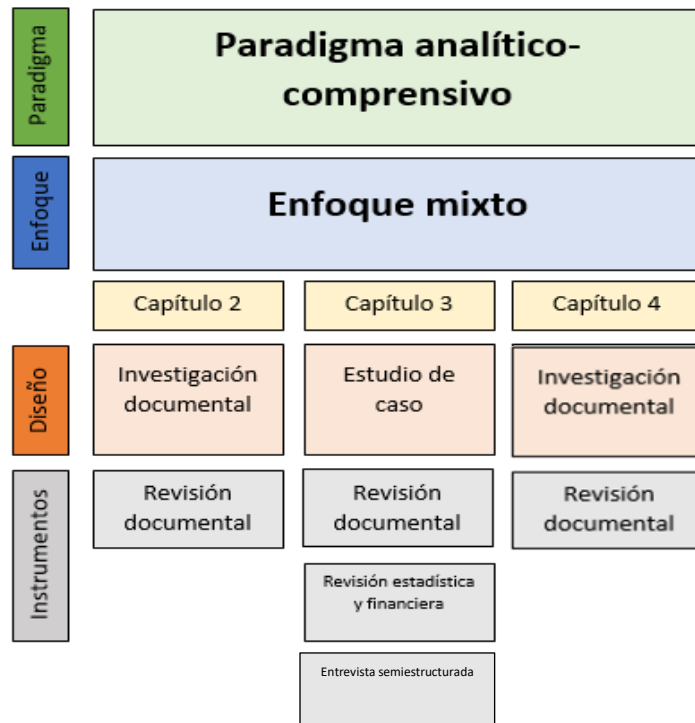 Paradigma
Paradigma analítico-
comprensivo
Enfoque
Enfoque mixto
Capítulo 2
Capítulo 3
Capítulo 4
Diseño
Investigación
documental
Estudio de
caso
Investigación
documental
Instrumentos
Revisión
documental
Revisión
documental
Revisión
documental
Revisión estadística
y financiera
Entrevista semiestructurada